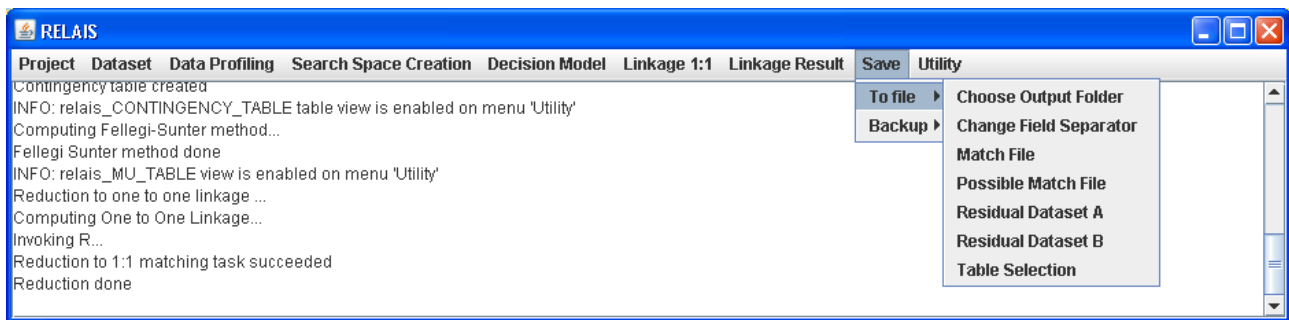 RELAIS
Project Dataset Data Profiling Search Space Creation Decision Model Linkage 1:1 Linkage Result Save Utility
Contingency table created
INFO: relais_CONTINGENCY_TABLE table view is enabled on menu 'Utility'
Computing Fellegi-Sunter method...
Fellegi Sunter method done
INFO: relais_MU_TABLE view is enabled on menu 'Utility'
Reduction to one to one linkage ...
Computing One to One Linkage...
Invoking R...
Reduction to 1:1 matching task succeeded
Reduction done
To file
Backup
Choose Output Folder
Change Field Separator
Match File
Possible Match File
Residual Dataset A
Residual Dataset B
Table Selection